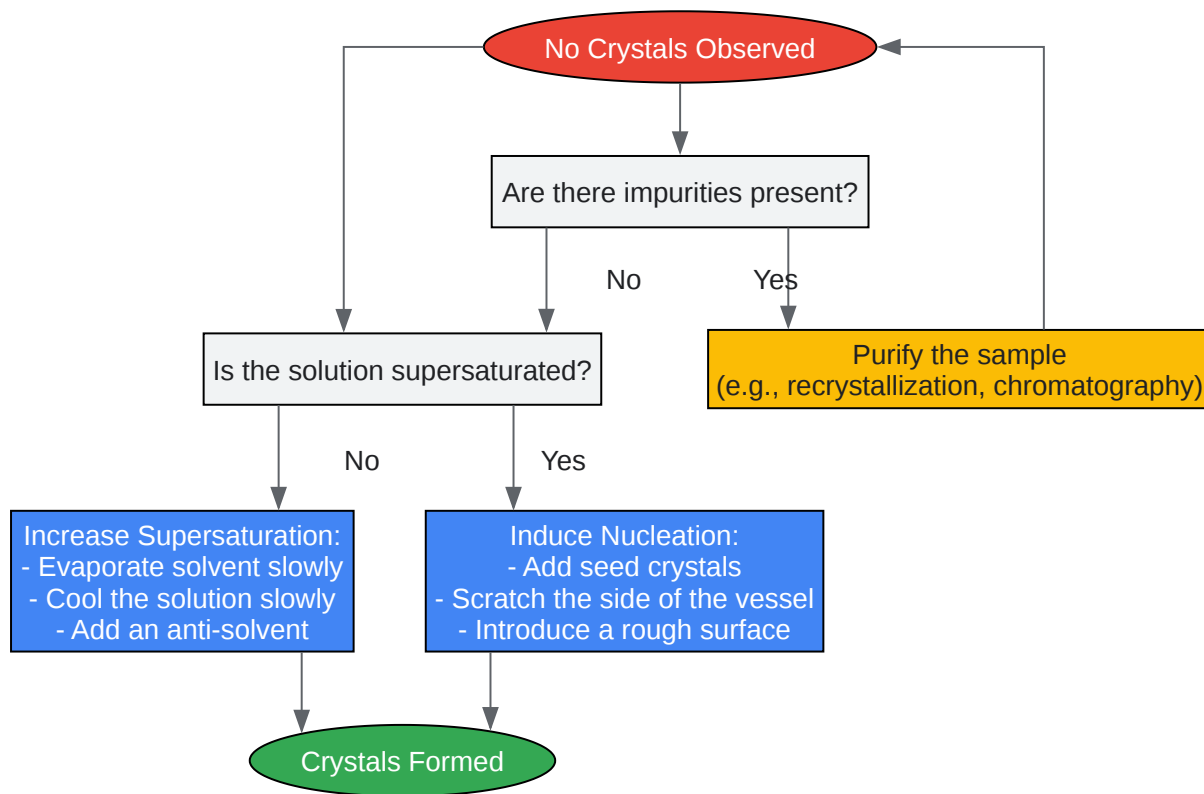 No Crystals Observed
Are there impurities present?
No
Yes
Is the solution supersaturated?
Purify the sample
(e.g., recrystallization, chromatography)
No
Yes
Increase Supersaturation:
- Evaporate solvent slowly
- Cool the solution slowly
- Add an anti-solvent
Induce Nucleation:
- Add seed crystals
- Scratch the side of the vessel
- Introduce a rough surface
Crystals Formed